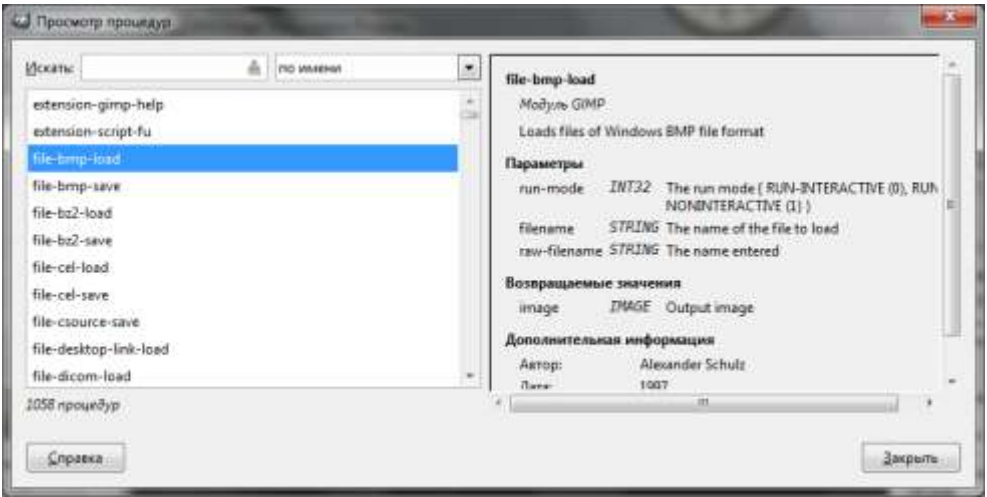 Просмотр процедур
Искать:
по имени
extension-gimp-help
extension-script-fu
file-bmp-load
file-bmp-save
file-bz2-load
file-bz2-save
file-cel-load
file-cel-save
file-csource-save
file-desktop-link-load
file-dicom-load
1058 процедур
file-bmp-load
Модуль GIMP
Loads files of Windows BMP file format
Параметры
run-mode INT32 The run mode { RUN-INTERACTIVE (0), RUN
NONINTERACTIVE (1) }
filename STRING The name of the file to load
raw-filename STRING The name entered
Возвращаемые значения
image IMAGE Output image
Дополнительная информация
Автор: Alexander Schulz
Дата: 1997
Справка
Закрыть